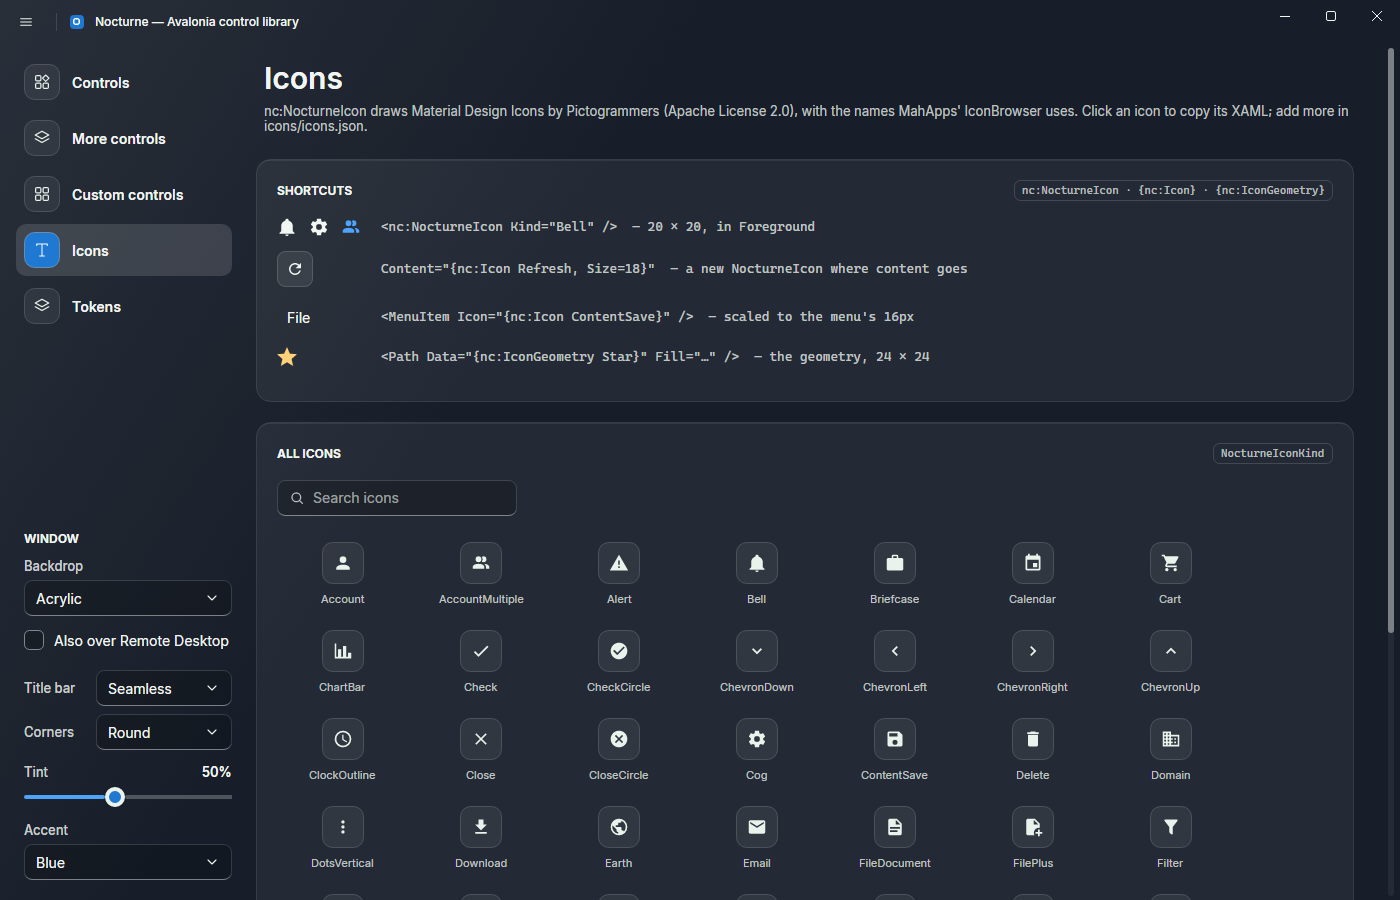 Nocturne — Avalonia control library
Controls
More controls
Custom controls
Icons
Tokens
WINDOW
Backdrop
Acrylic
Also over Remote Desktop
Title bar
Seamless
Corners
Round
Tint
50%
Accent
Blue
Icons
nc:NocturneIcon draws Material Design Icons by Pictogrammers (Apache License 2.0), with the names MahApps' IconBrowser uses. Click an icon to copy its XAML; add more in
icons/icons.json.
SHORTCUTS
nc:NocturneIcon · {nc:Icon} · {nc:IconGeometry}
<nc:NocturneIcon Kind="Bell" /> — 20 × 20, in Foreground
Content="{nc:Icon Refresh, Size=18}" — a new NocturneIcon where content goes
File
<MenuItem Icon="{nc:Icon ContentSave}" /> — scaled to the menu's 16px
<Path Data="{nc:IconGeometry Star}" Fill="…" /> — the geometry, 24 × 24
ALL ICONS
NocturneIconKind
Search icons
Account
AccountMultiple
Alert
Bell
Briefcase
Calendar
Cart
ChartBar
Check
CheckCircle
ChevronDown
ChevronLeft
ChevronRight
ChevronUp
ClockOutline
Close
CloseCircle
Cog
ContentSave
Delete
Domain
DotsVertical
Download
Earth
Email
FileDocument
FilePlus
Filter